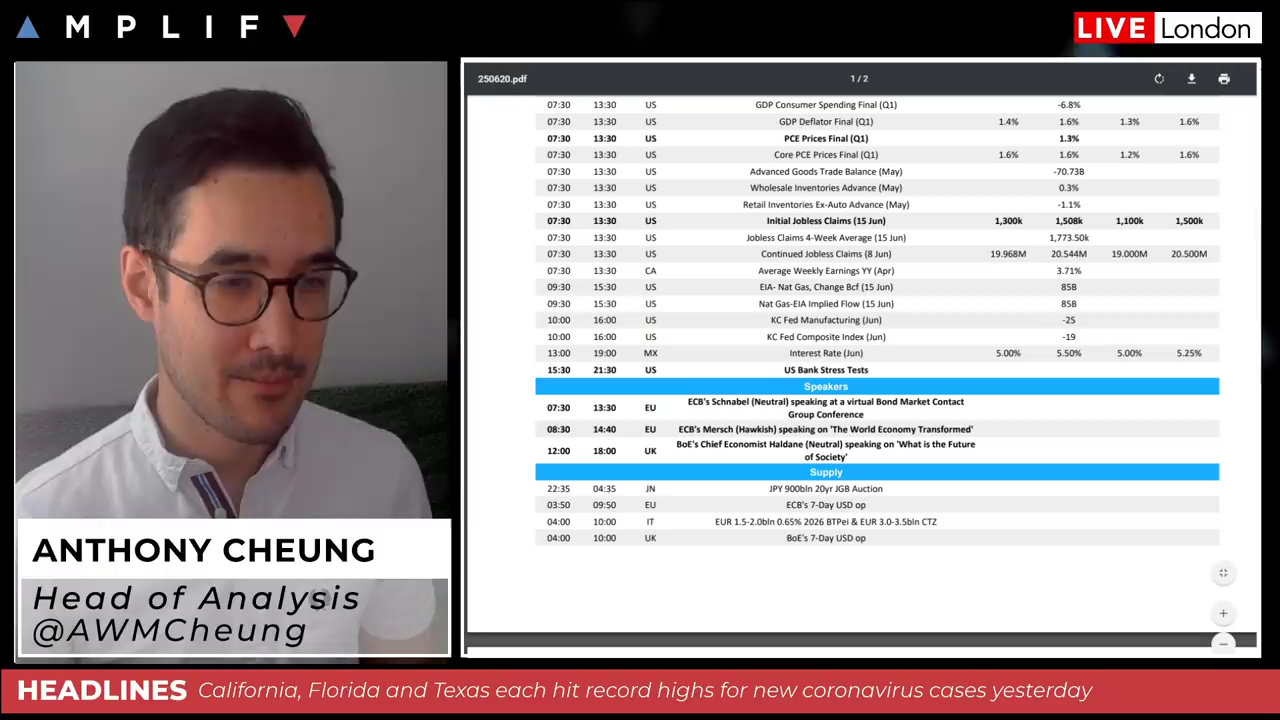 AMPLIFY
LIVE London
250620.pdf 1 / 2
07:30 13:30 US GDP Consumer Spending Final (Q1) -6.8%
07:30 13:30 US GDP Deflator Final (Q1) 1.4% 1.6% 1.3% 1.6%
07:30 13:30 US PCE Prices Final (Q1) 1.3%
07:30 13:30 US Core PCE Prices Final (Q1) 1.6% 1.6% 1.2% 1.6%
07:30 13:30 US Advanced Goods Trade Balance (May) -70.73B
07:30 13:30 US Wholesale Inventories Advance (May) 0.3%
07:30 13:30 US Retail Inventories Ex-Auto Advance (May) -1.1%
07:30 13:30 US Initial Jobless Claims (15 Jun) 1,300k 1,508k 1,100k 1,500k
07:30 13:30 US Jobless Claims 4-Week Average (15 Jun) 1,773.50k
07:30 13:30 US Continued Jobless Claims (8 Jun) 19.968M 20.544M 19.000M 20.500M
07:30 13:30 CA Average Weekly Earnings YY (Apr) 3.71%
09:30 15:30 US EIA- Nat Gas, Change Bcf (15 Jun) 85B
09:30 15:30 US Nat Gas-EIA Implied Flow (15 Jun) 85B
10:00 16:00 US KC Fed Manufacturing (Jun) -25
10:00 16:00 US KC Fed Composite Index (Jun) -19
13:00 19:00 MX Interest Rate (Jun) 5.00% 5.50% 5.00% 5.25%
15:30 21:30 US US Bank Stress Tests
Speakers
07:30 13:30 EU ECB's Schnabel (Neutral) speaking at a virtual Bond Market Contact
Group Conference
08:30 14:40 EU ECB's Mersch (Hawkish) speaking on 'The World Economy Transformed'
12:00 18:00 UK BoE's Chief Economist Haldane (Neutral) speaking on 'What is the Future
of Society'
Supply
22:35 04:35 JN JPY 900bln 20yr JGB Auction
03:50 09:50 EU ECB's 7-Day USD op
04:00 10:00 IT EUR 1.5-2.0bln 0.65% 2026 BTPei & EUR 3.0-3.5bln CTZ
04:00 10:00 UK BoE's 7-Day USD op
ANTHONY CHEUNG
Head of Analysis
@AWMCheung
HEADLINES California, Florida and Texas each hit record highs for new coronavirus cases yesterday